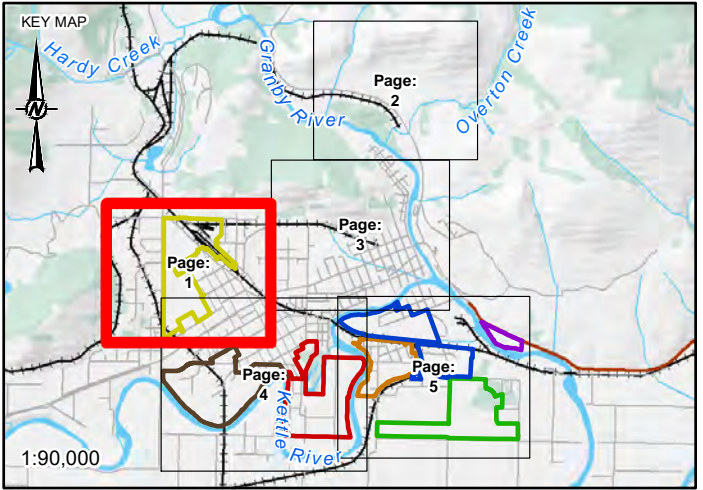 KEY MAP
Hardy Creek
N
Granby River
Overton Creek
Page:
2
Page:
3
Page:
1
Page:
4
Page:
5
Kettle River
1:90,000